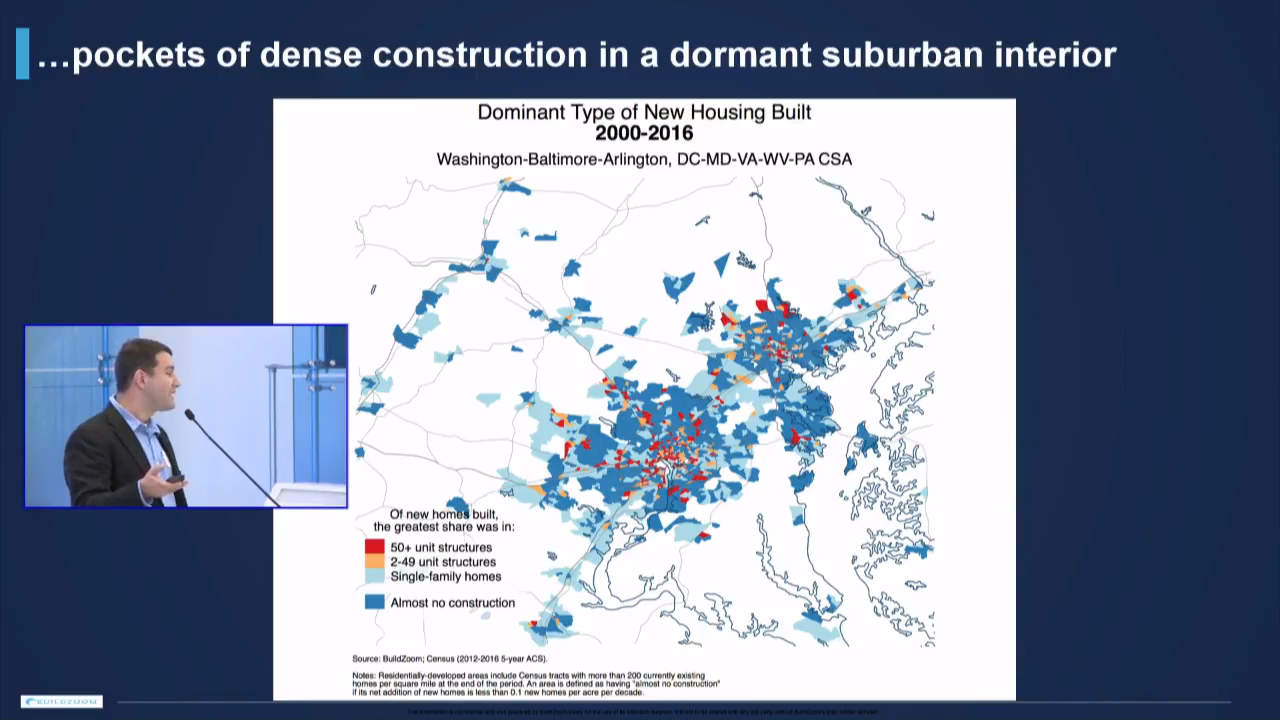 …pockets of dense construction in a dormant suburban interior
Dominant Type of New Housing Built
2000-2016
Washington-Baltimore-Arlington, DC-MD-VA-WV-PA CSA
Of new homes built,
the greatest share was in:
50+ unit structures
2-49 unit structures
Single-family homes
Almost no construction
Source: BuildZoom; Census (2012-2016 5-year ACS).
Notes: Residentially-developed areas include Census tracts with more than 200 currently existing
homes per square mile at the end of the period. An area is defined as having "almost no construction"
if its net addition of new homes is less than 0.1 new homes per acre per decade.
BUILDZOOM